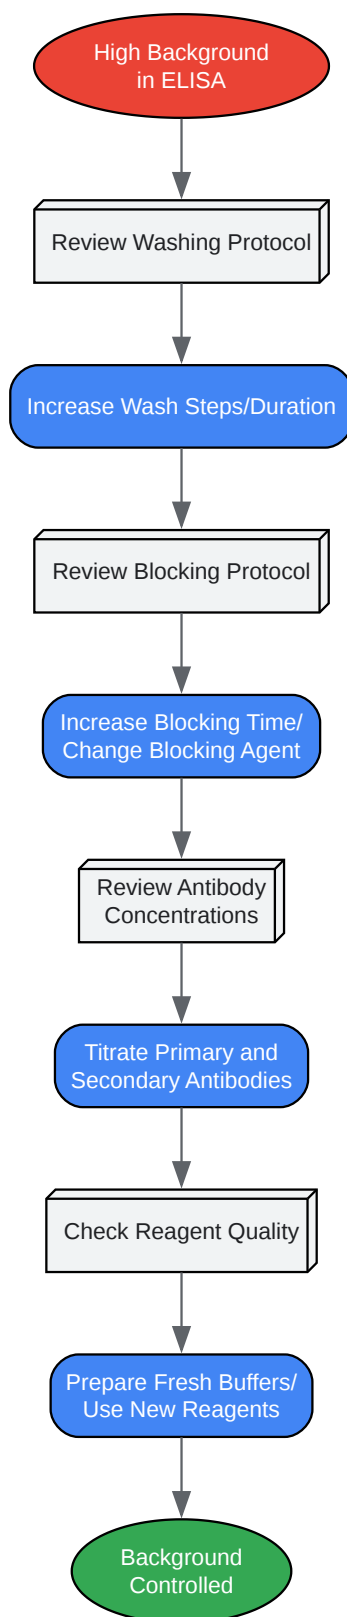 High Background
in ELISA
Review Washing Protocol
Increase Wash Steps/Duration
Review Blocking Protocol
Increase Blocking Time/
Change Blocking Agent
Review Antibody
Concentrations
Titrate Primary and
Secondary Antibodies
Check Reagent Quality
Prepare Fresh Buffers/
Use New Reagents
Background
Controlled